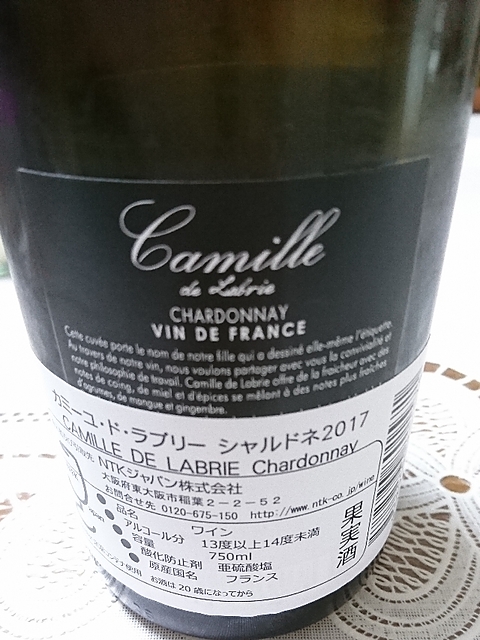 Camille
de Labrie
CHARDONNAY
VIN DE FRANCE
Cette cuvée porte le nom de notre fille qui a dessiné elle-même l'étiquette.
Au travers de notre vin, nous voulons partager avec vous la convivialité et
notre philosophie de travail. Camille de Labrie offre de la fraîcheur avec des
notes de coing, de miel et d'épices se mêlant à des notes plus fraîches
d'agrumes, de mangue et gingembre.
カミーユ・ド・ラブリー シャルドネ2017
CAMILLE DE LABRIE Chardonnay
NTKジャパン株式会社
大阪府東大阪市稲葉2-2-52
お問合せ先 0120-675-150 http://www.ntk-co.jp/wine
品名 ワイン
アルコール分 13度以上14度未満
容量 750ml
酸化防止剤 亜硫酸塩
原産国名 フランス
果実酒
使用 お酒は20歳になってから